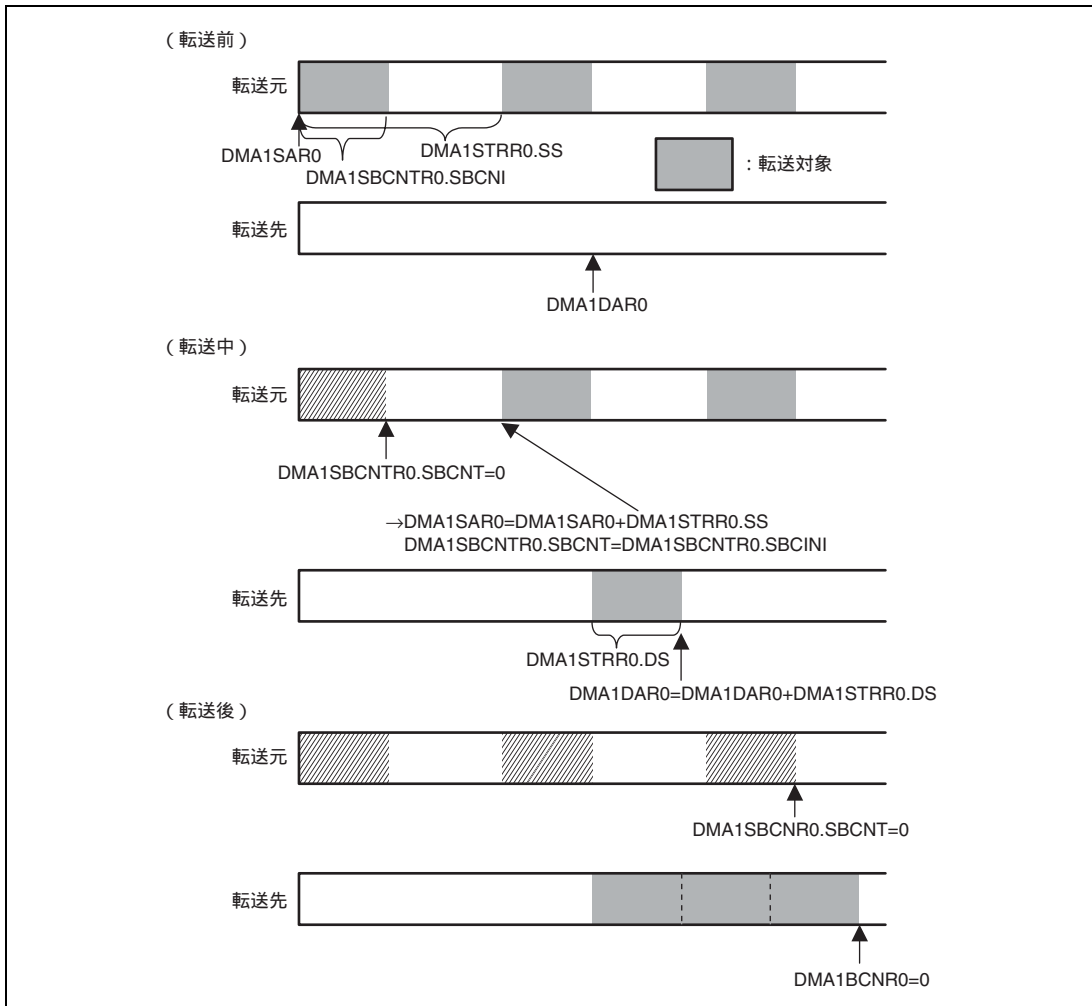 （転送前）
転送元
DMA1SAR0
DMA1STRR0.SS
DMA1SBCNTR0.SBCNI
：転送対象
転送先
DMA1DAR0
（転送中）
転送元
DMA1SBCNTR0.SBCNT=0
→DMA1SAR0=DMA1SAR0+DMA1STRR0.SS
DMA1SBCNTR0.SBCNT=DMA1SBCNTR0.SBCINI
転送先
DMA1STRR0.DS
DMA1DAR0=DMA1DAR0+DMA1STRR0.DS
（転送後）
転送元
DMA1SBCNR0.SBCNT=0
転送先
DMA1BCNR0=0